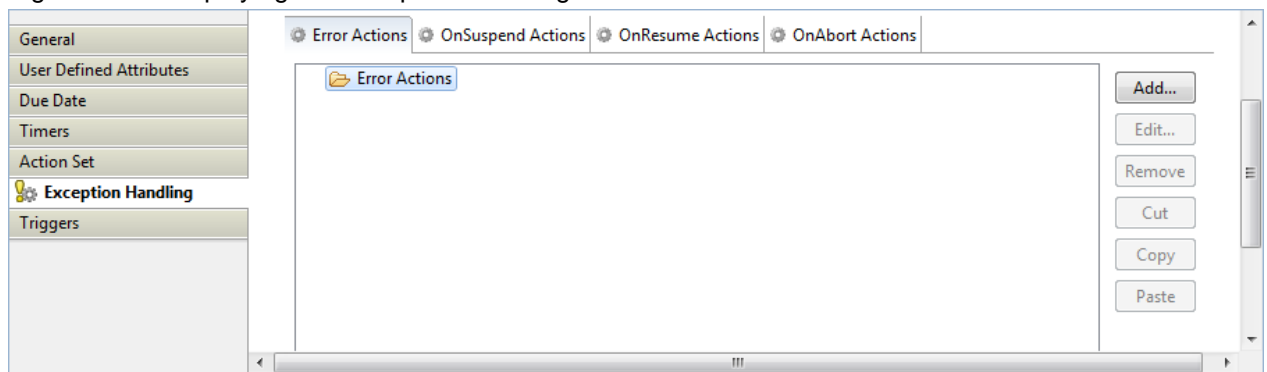 General
User Defined Attributes
Due Date
Timers
Action Set
Exception Handling
Triggers
Error Actions OnSuspend Actions OnResume Actions OnAbort Actions
Error Actions
Add...
Edit...
Remove
Cut
Copy
Paste